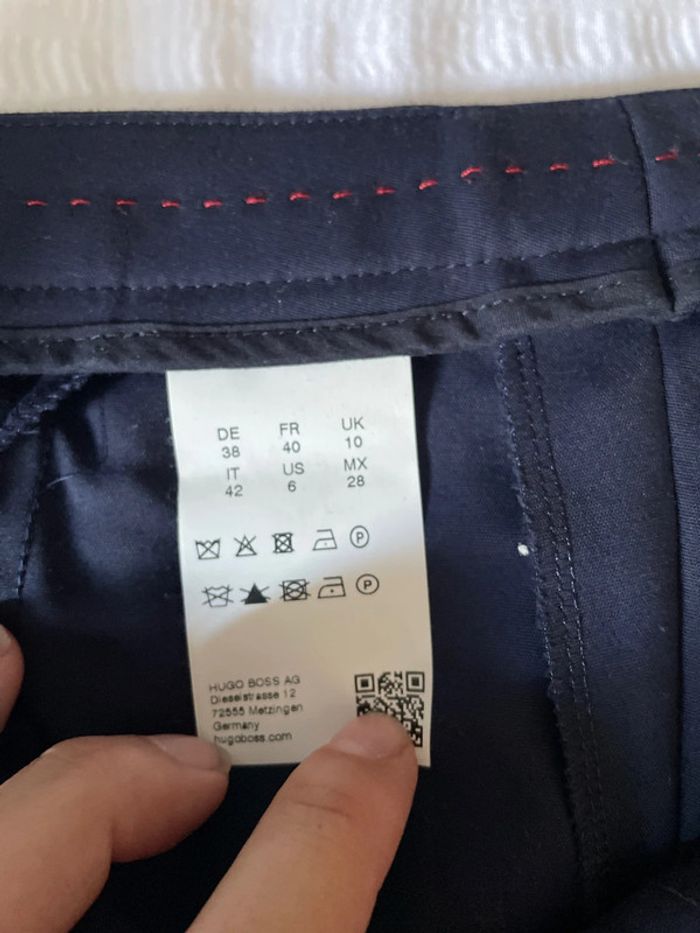 DE FR UK
38 40 10
IT US MX
42 6 28
P
P
HUGO BOSS AG
Dieselstrasse 12
72555 Metzingen
Germany
hugoboss.com